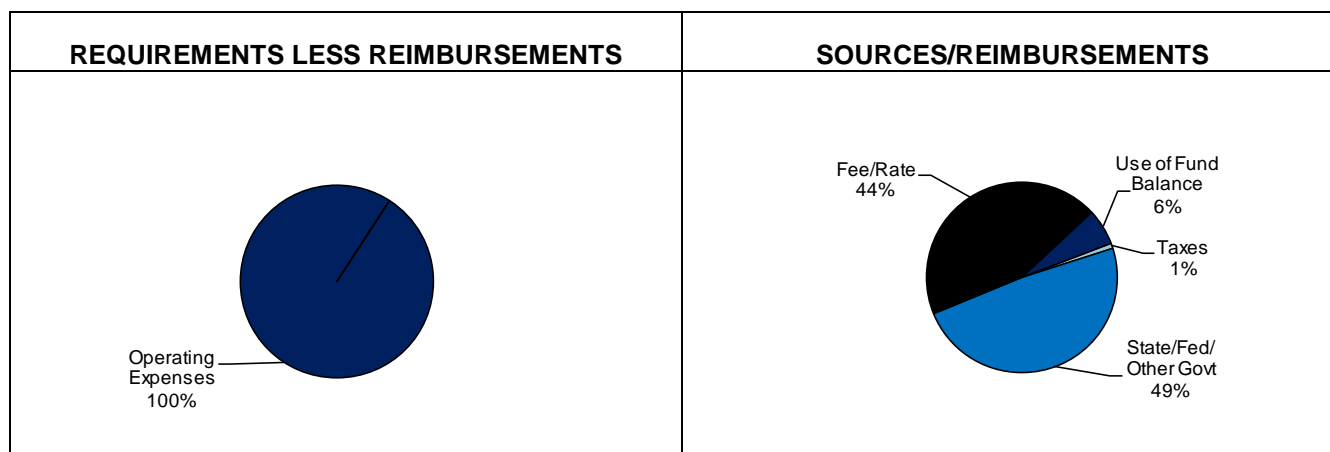 REQUIREMENTS LESS REIMBURSEMENTS
SOURCES/REIMBURSEMENTS
Operating
Expenses
100%
Fee/Rate
44%
Use of Fund
Balance
6%
Taxes
1%
State/Fed/
Other Govt
49%